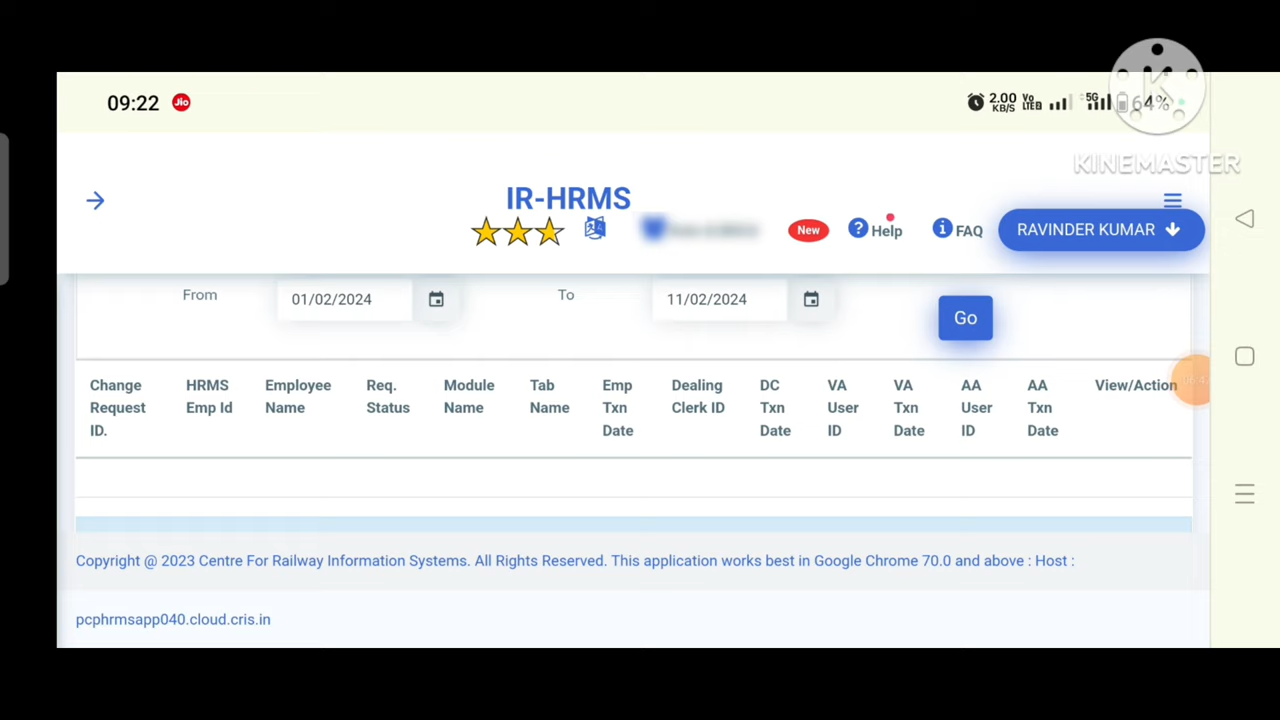 09:22 Jio 2.00 KB/S Vo LTE 5G 64%
KINEMASTER
IR-HRMS
New Help FAQ RAVINDER KUMAR
From 01/02/2024 To 11/02/2024 Go
Change Request ID. HRMS Emp Id Employee Name Req. Status Module Name Tab Name Emp Txn Date Dealing Clerk ID DC Txn Date VA User ID VA Txn Date AA User ID AA Txn Date View/Action
Copyright @ 2023 Centre For Railway Information Systems. All Rights Reserved. This application works best in Google Chrome 70.0 and above : Host :
pcphrmsapp040.cloud.cris.in